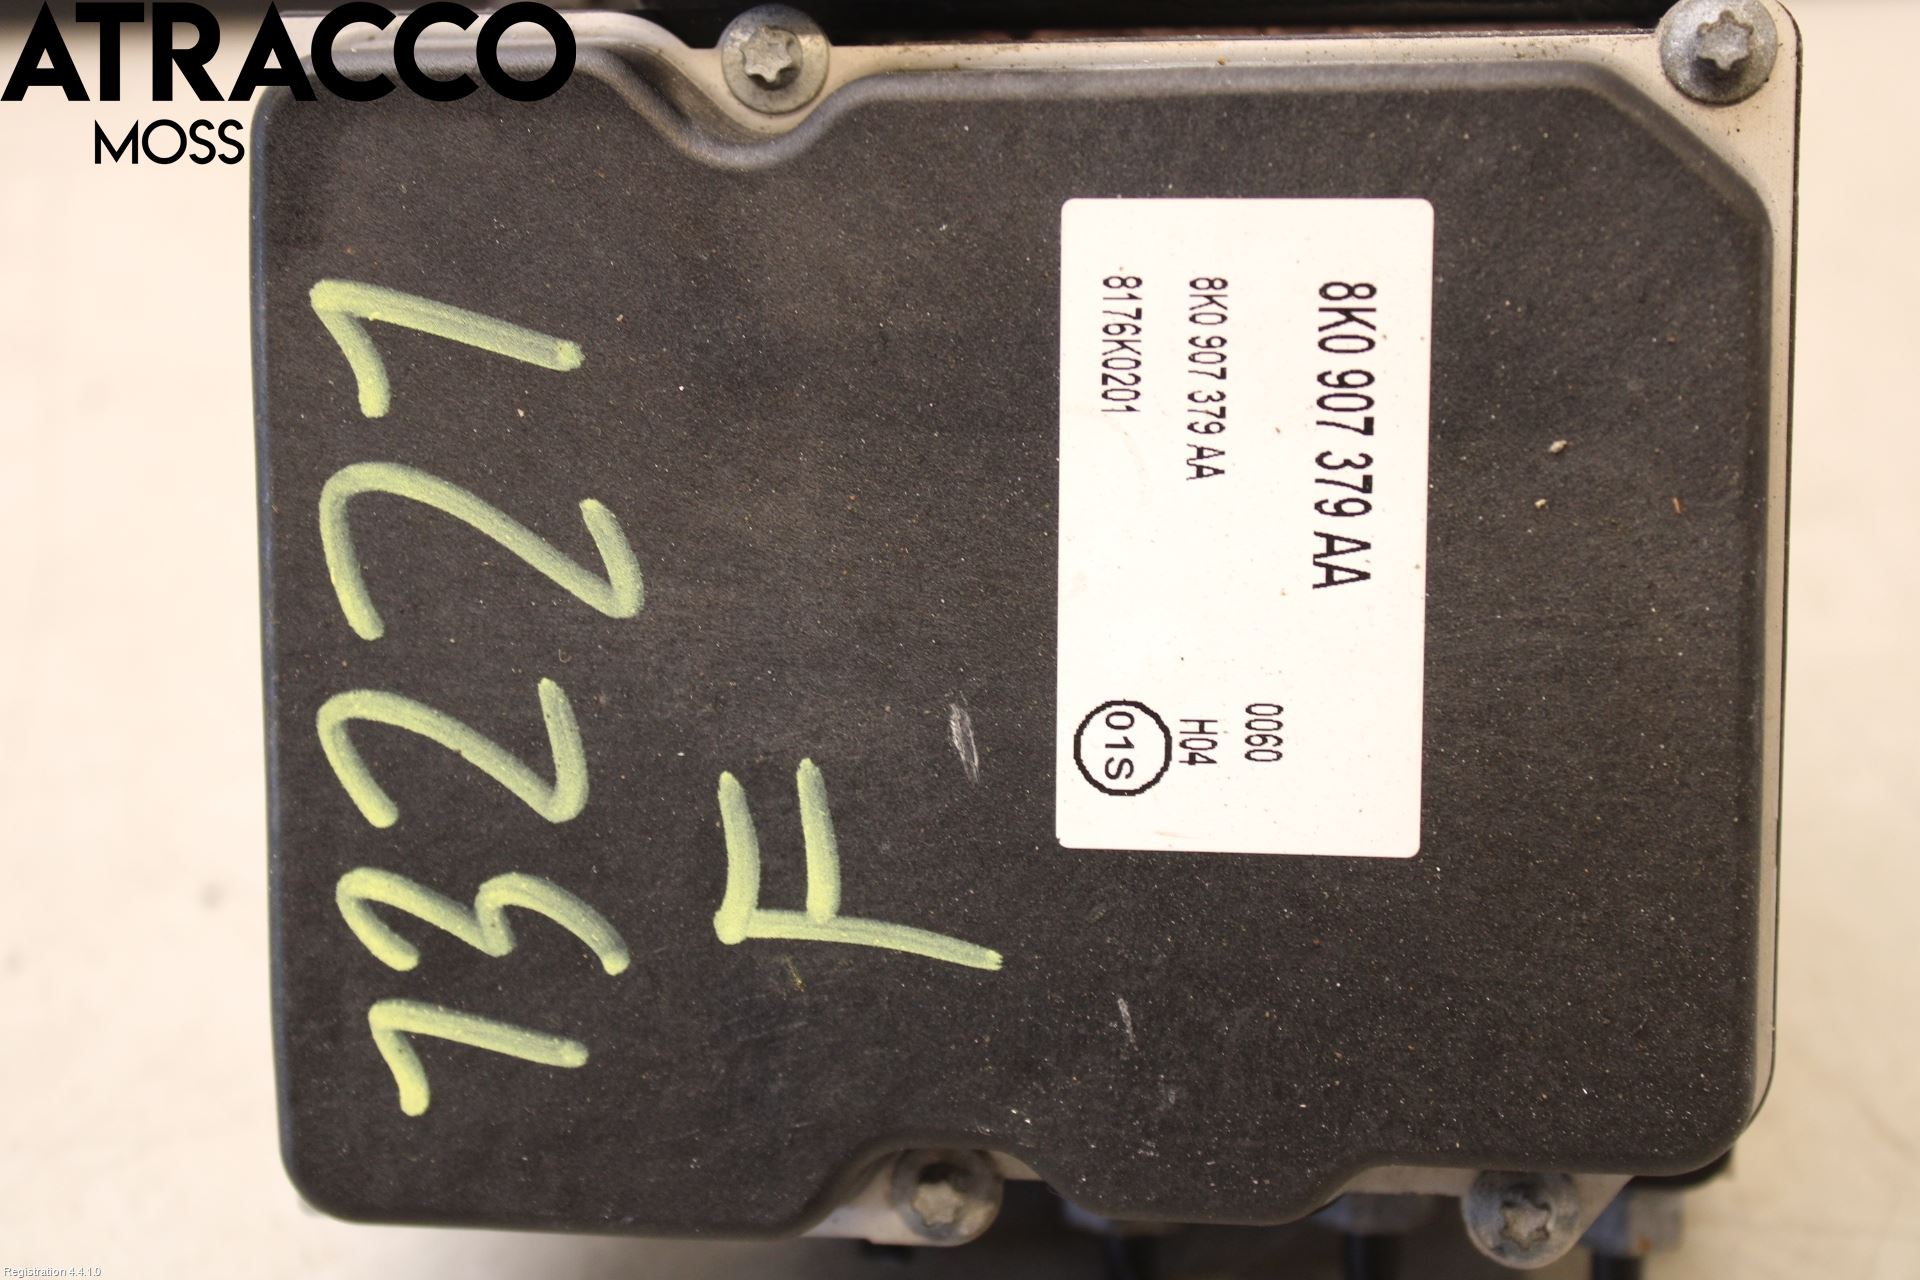 ATRACCO
MOSS
8K0 907 379 AA
0060
8K0 907 379 AA H04
8176K0201 01S
13221
F
Registration 4.4.1.0